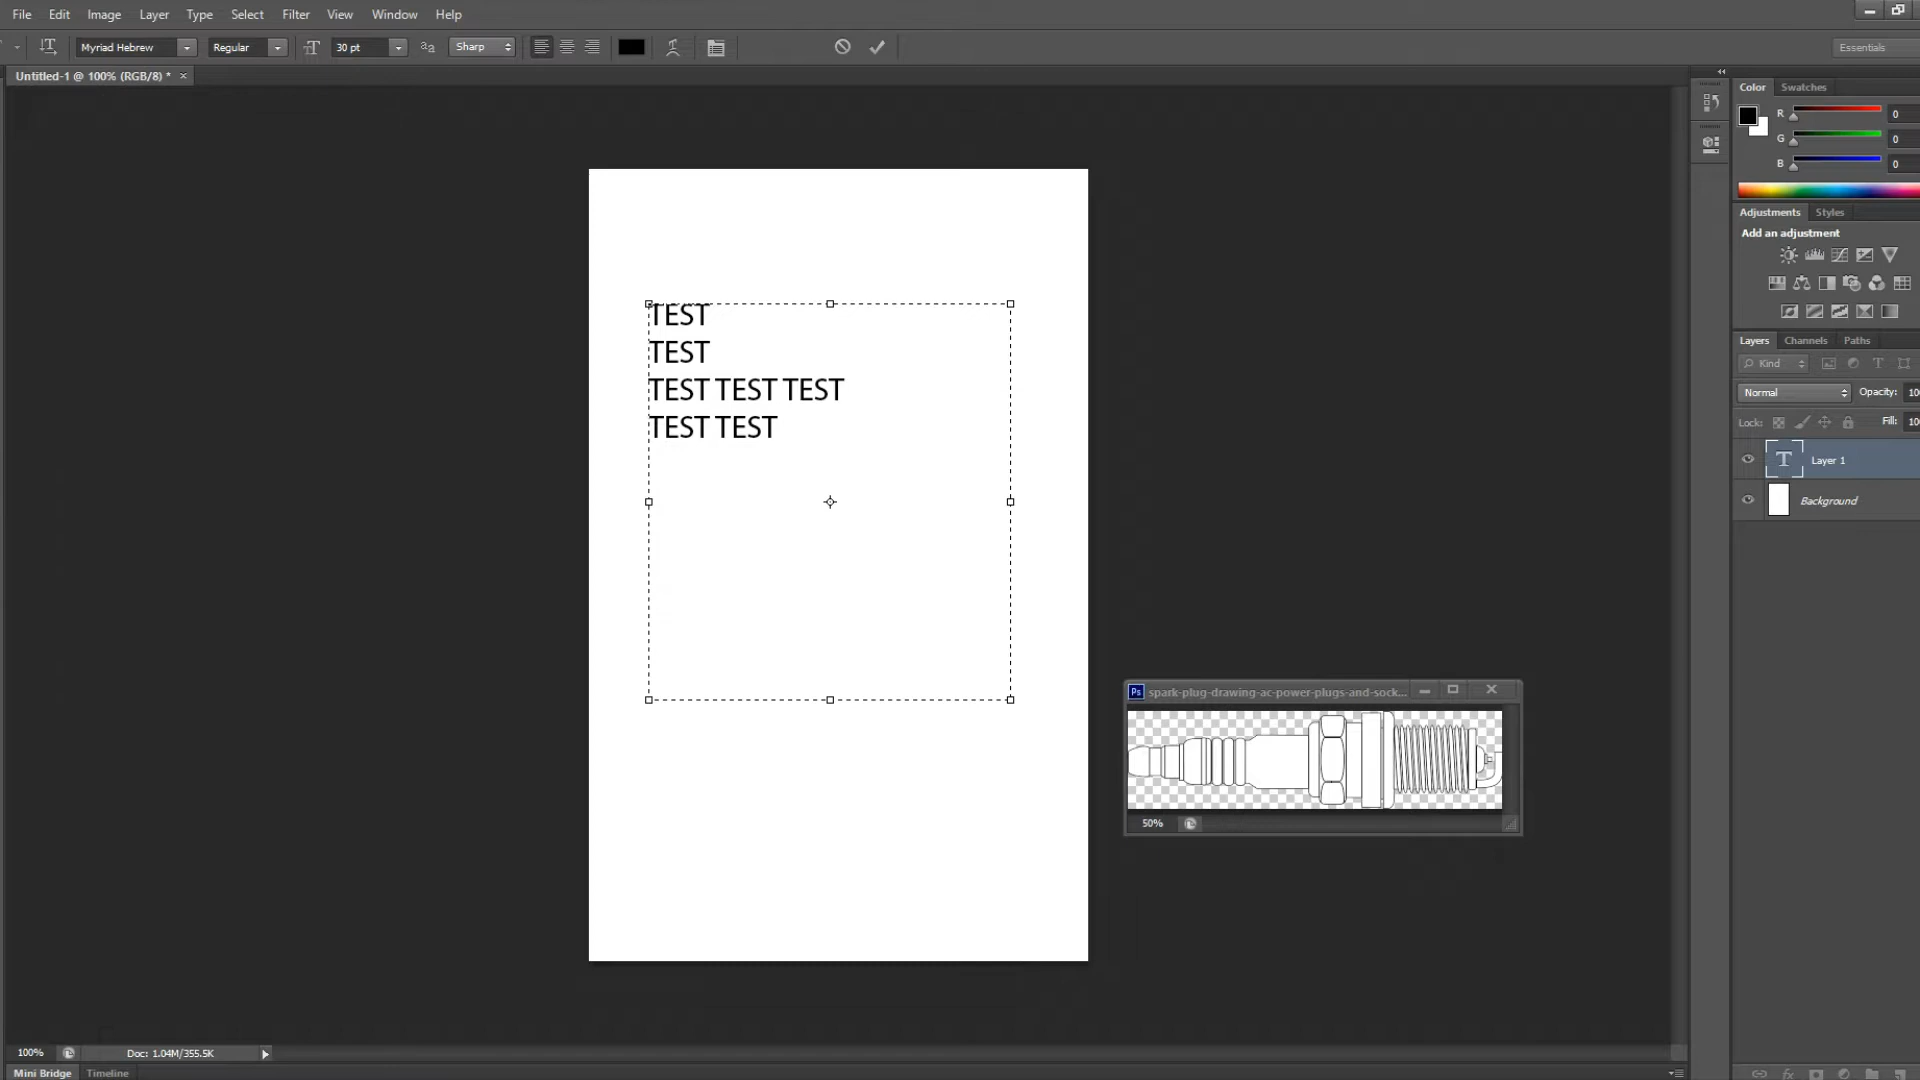 File Edit Image Layer Type Select Filter View Window Help
Myriad Hebrew Regular 30 pt Sharp Essentials
Untitled-1 @ 100% (RGB/8) *
Color Swatches
R 0
G 0
B 0
Adjustments Styles
Add an adjustment
TEST
TEST
TEST TEST TEST
TEST TEST
Layers Channels Paths
Kind
Normal Opacity: 100
Lock: Fill: 100
Layer 1
Background
Ps spark-plug-drawing-ac-power-plugs-and-sock...
50%
100% Doc: 1.04M/355.5K
Mini Bridge Timeline